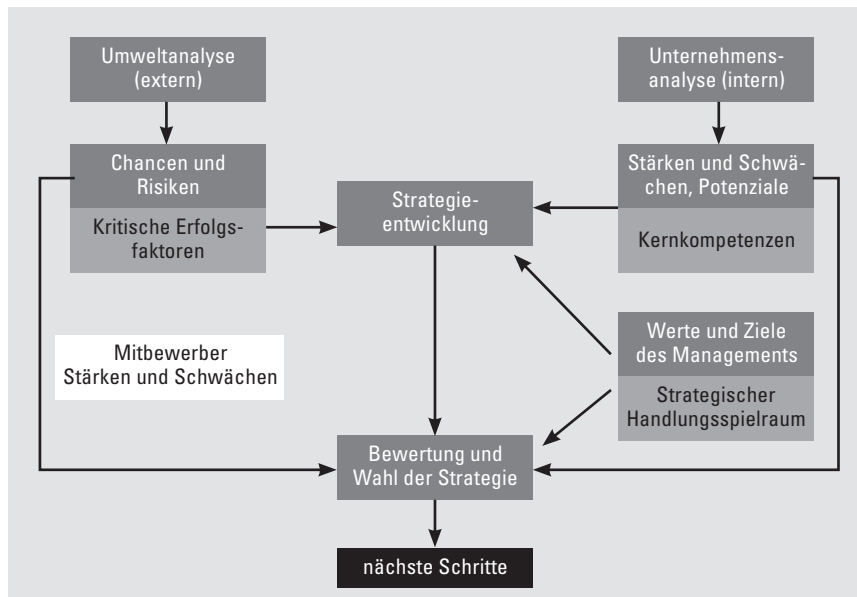 Umweltanalyse
(extern)
Unternehmens-
analyse (intern)
Chancen und
Risiken
Kritische Erfolgs-
faktoren
Strategie-
entwicklung
Stärken und Schwä-
chen, Potenziale
Kernkompetenzen
Mitbewerber
Stärken und Schwächen
Werte und Ziele
des Managements
Strategischer
Handlungsspielraum
Bewertung und
Wahl der Strategie
nächste Schritte